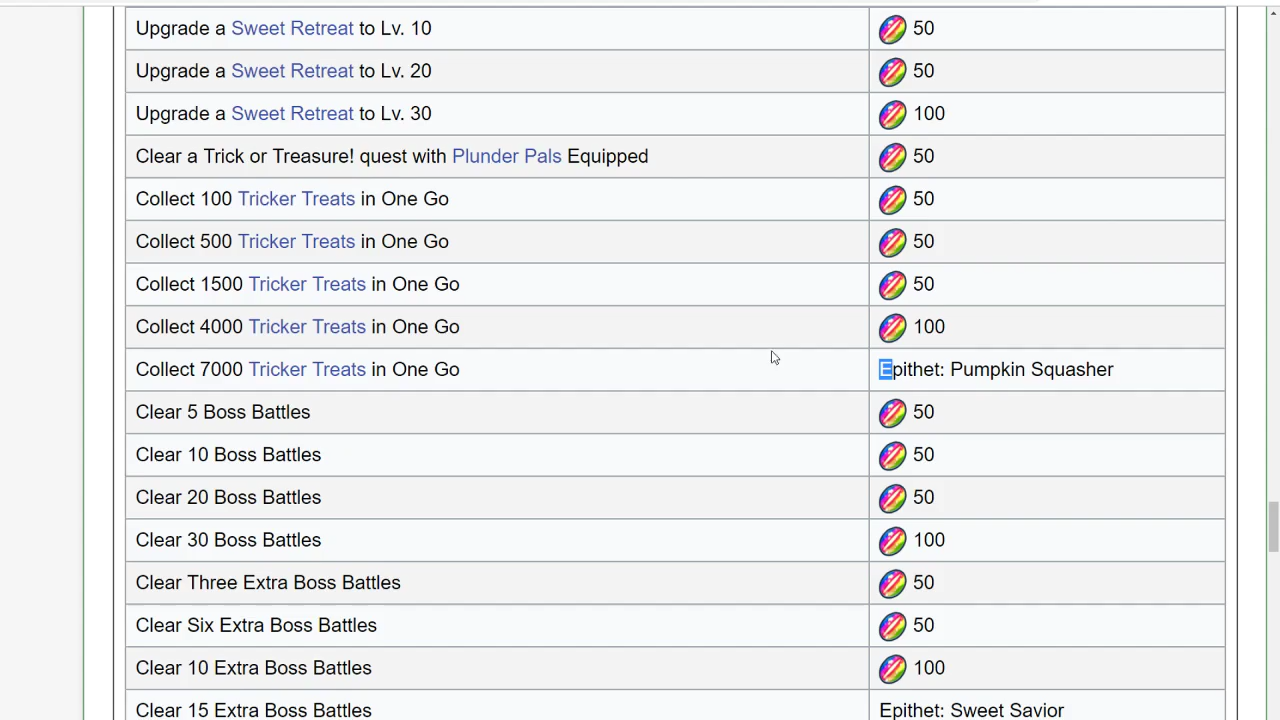 Upgrade a Sweet Retreat to Lv. 10 50
Upgrade a Sweet Retreat to Lv. 20 50
Upgrade a Sweet Retreat to Lv. 30 100
Clear a Trick or Treasure! quest with Plunder Pals Equipped 50
Collect 100 Tricker Treats in One Go 50
Collect 500 Tricker Treats in One Go 50
Collect 1500 Tricker Treats in One Go 50
Collect 4000 Tricker Treats in One Go 100
Collect 7000 Tricker Treats in One Go Epithet: Pumpkin Squasher
Clear 5 Boss Battles 50
Clear 10 Boss Battles 50
Clear 20 Boss Battles 50
Clear 30 Boss Battles 100
Clear Three Extra Boss Battles 50
Clear Six Extra Boss Battles 50
Clear 10 Extra Boss Battles 100
Clear 15 Extra Boss Battles Epithet: Sweet Savior